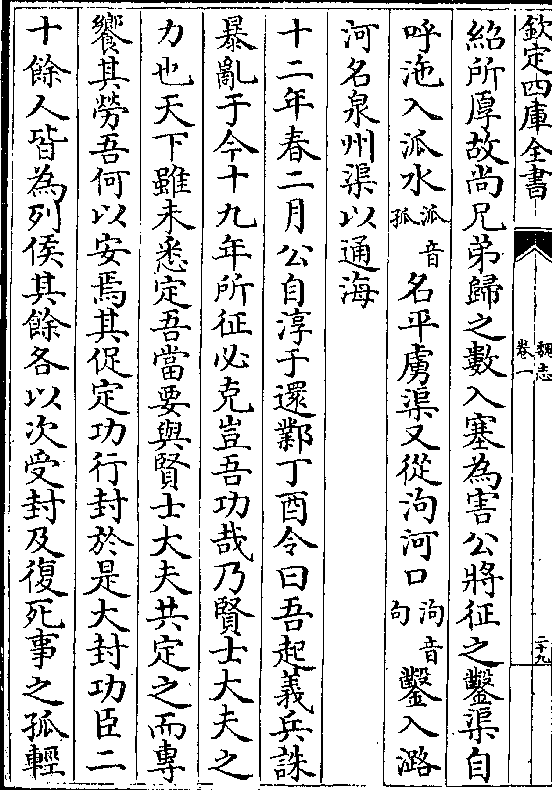 欽定四庫全書
魏志
卷一
二十九
紹所厚故尚兄弟歸之數入塞為害公將征之鑿渠自
呼沲入泒水泒音孤名平虜渠又從泃河口泃音句鑿入潞
河名泉州渠以通海
十二年春二月公自淳于還鄴丁酉令曰吾起義兵誅
暴亂于今十九年所征必克豈吾功哉乃賢士大夫之
力也天下雖未悉定吾當要與賢士大夫共定之而專
饗其勞吾何以安焉其促定功行封於是大封功臣二
十餘人皆為列侯其餘各以次受封及復死事之孤輕